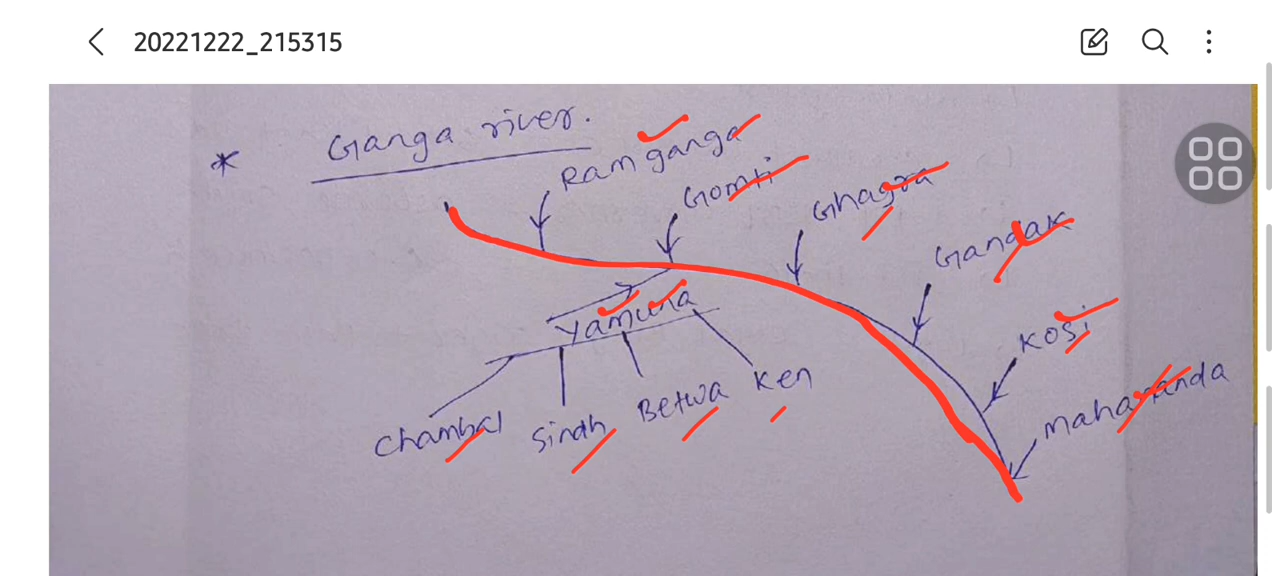 20221222_215315
* Ganga river.
Ramganga
Gomti
Ghagra
Gandak
Kosi
Mahananda
Yamuna
Chambal
Sindh
Betwa
Ken